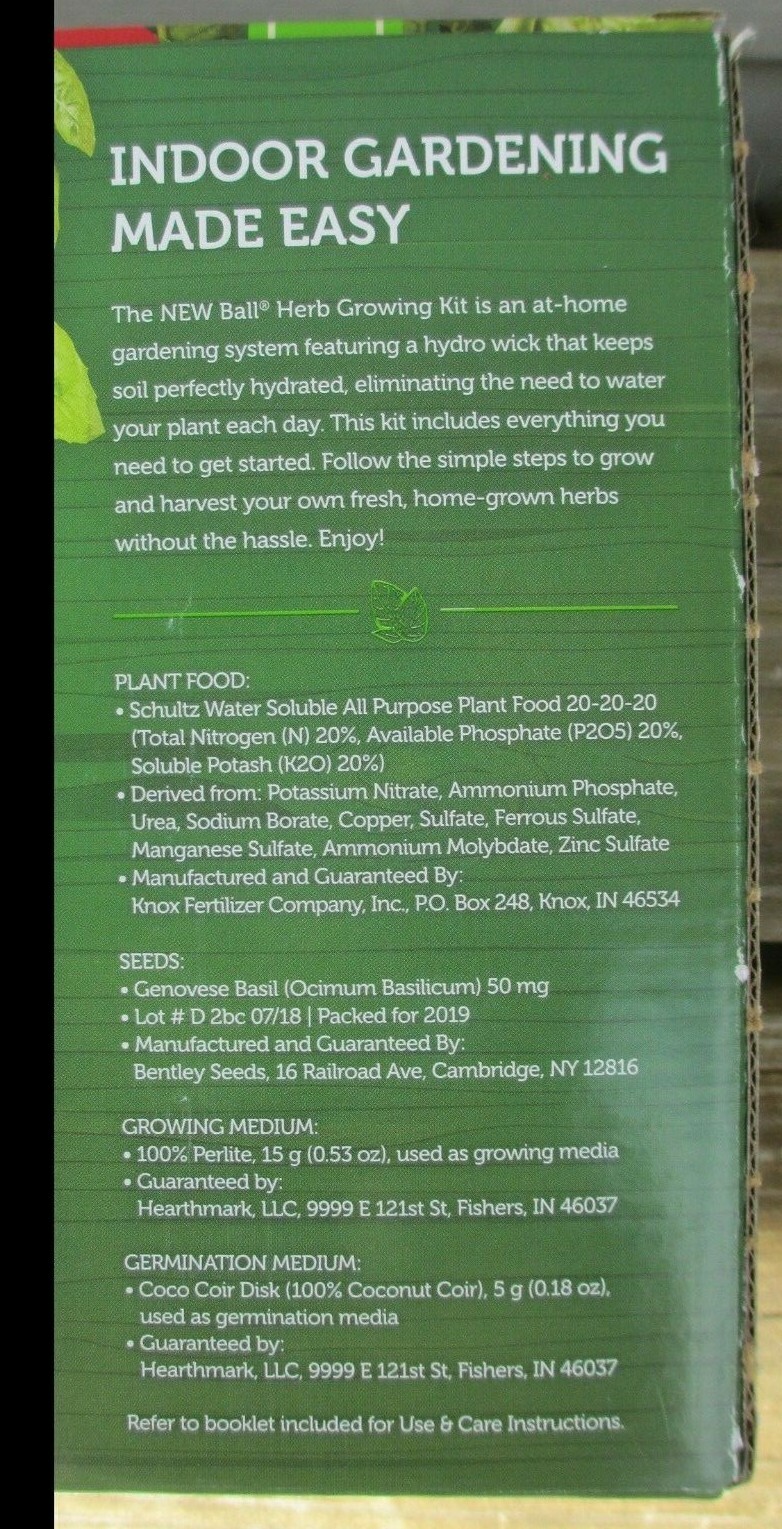 INDOOR GARDENING
MADE EASY
The NEW Ball® Herb Growing Kit is an at-home
gardening system featuring a hydro wick that keeps
soil perfectly hydrated, eliminating the need to water
your plant each day. This kit includes everything you
need to get started. Follow the simple steps to grow
and harvest your own fresh, home-grown herbs
without the hassle. Enjoy!
PLANT FOOD:
• Schultz Water Soluble All Purpose Plant Food 20-20-20
(Total Nitrogen (N) 20%, Available Phosphate (P2O5) 20%,
Soluble Potash (K2O) 20%)
• Derived from: Potassium Nitrate, Ammonium Phosphate,
Urea, Sodium Borate, Copper, Sulfate, Ferrous Sulfate,
Manganese Sulfate, Ammonium Molybdate, Zinc Sulfate
• Manufactured and Guaranteed By:
Knox Fertilizer Company, Inc., P.O. Box 248, Knox, IN 46534
SEEDS:
• Genovese Basil (Ocimum Basilicum) 50 mg
• Lot # D 2bc 07/18 | Packed for 2019
• Manufactured and Guaranteed By:
Bentley Seeds, 16 Railroad Ave, Cambridge, NY 12816
GROWING MEDIUM:
• 100% Perlite, 15 g (0.53 oz), used as growing media
• Guaranteed by:
Hearthmark, LLC, 9999 E 121st St, Fishers, IN 46037
GERMINATION MEDIUM:
• Coco Coir Disk (100% Coconut Coir), 5 g (0.18 oz),
used as germination media
• Guaranteed by:
Hearthmark, LLC, 9999 E 121st St, Fishers, IN 46037
Refer to booklet included for Use & Care Instructions.